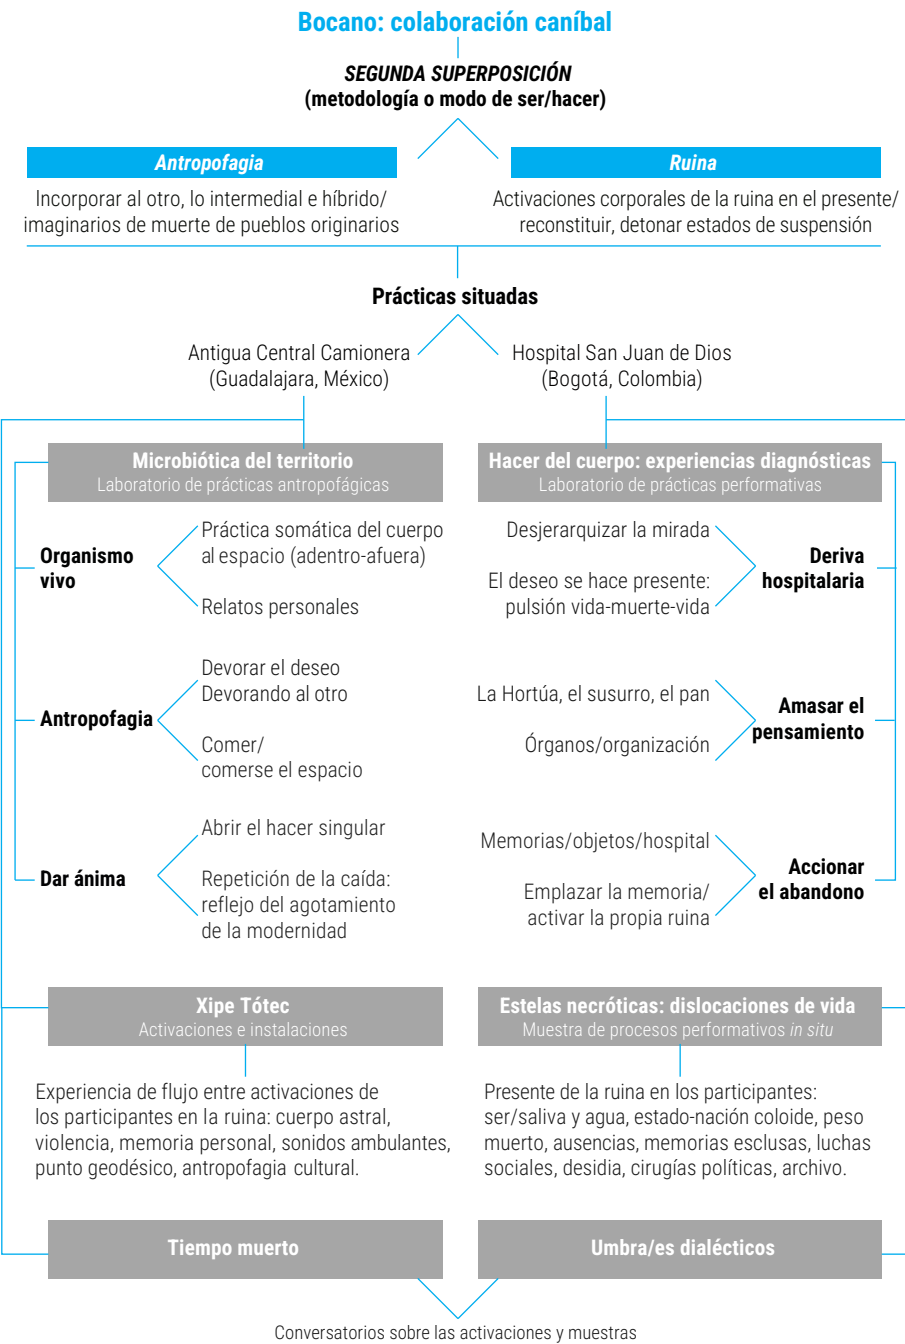 Bocano: colaboración caníbal
SEGUNDA SUPERPOSICIÓN
(metodología o modo de ser/hacer)
Antropofagia
Incorporar al otro, lo intermedial e híbrido/
imaginarios de muerte de pueblos originarios
Ruina
Activaciones corporales de la ruina en el presente/
reconstituir, detonar estados de suspensión
Prácticas situadas
Antigua Central Camionera
(Guadalajara, México)
Hospital San Juan de Dios
(Bogotá, Colombia)
Microbiótica del territorio
Laboratorio de prácticas antropofágicas
Organismo
vivo
Práctica somática del cuerpo
al espacio (adentro-afuera)
Relatos personales
Antropofagia
Devorar el deseo
Devorando al otro
Comer/
comerse el espacio
Dar ánima
Abrir el hacer singular
Repetición de la caída:
reflejo del agotamiento
de la modernidad
Hacer del cuerpo: experiencias diagnósticas
Laboratorio de prácticas performativas
Desjerarquizar la mirada
El deseo se hace presente:
pulsión vida-muerte-vida
Deriva
hospitalaria
La Hortúa, el susurro, el pan
Órganos/organización
Amasar el
pensamiento
Memorias/objetos/hospital
Emplazar la memoria/
activar la propia ruina
Accionar
el abandono
Xipe Tótec
Activaciones e instalaciones
Experiencia de flujo entre activaciones de
los participantes en la ruina: cuerpo astral,
violencia, memoria personal, sonidos ambulantes,
punto geodésico, antropofagia cultural.
Estelas necróticas: dislocaciones de vida
Muestra de procesos performativos in situ
Presente de la ruina en los participantes:
ser/saliva y agua, estado-nación coloide, peso
muerto, ausencias, memorias esclusas, luchas
sociales, desidia, cirugías políticas, archivo.
Tiempo muerto
Umbra/es dialécticos
Conversatorios sobre las activaciones y muestras